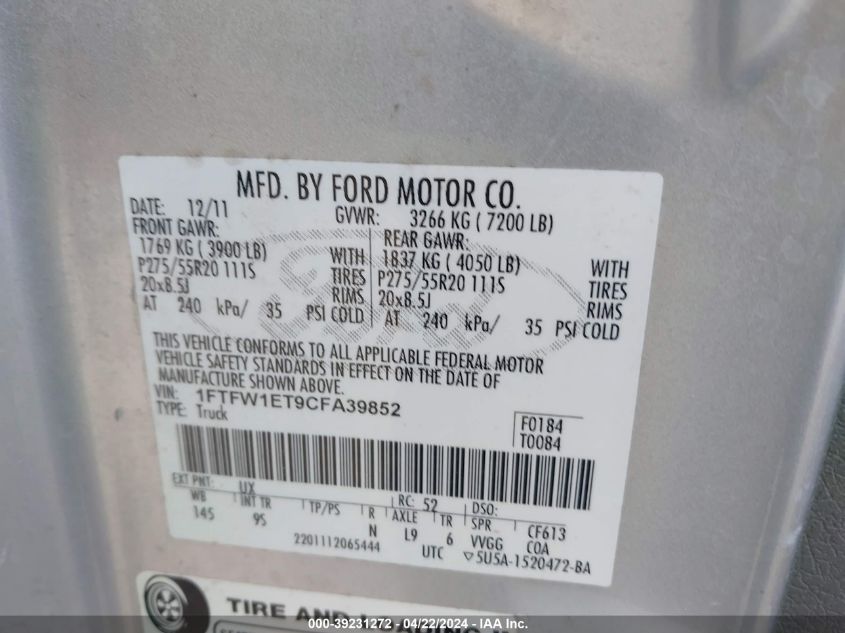 MFD. BY FORD MOTOR CO.
DATE: 12/11 GVWR: 3266 KG ( 7200 LB)
FRONT GAWR: REAR GAWR:
1769 KG ( 3900 LB) WITH 1837 KG ( 4050 LB) WITH
P275/55R20 111S TIRES P275/55R20 111S TIRES
20x8.5J RIMS 20x8.5J RIMS
AT 240 kPa/ 35 PSI COLD AT 240 kPa/ 35 PSI COLD
THIS VEHICLE CONFORMS TO ALL APPLICABLE FEDERAL MOTOR
VEHICLE SAFETY STANDARDS IN EFFECT ON THE DATE OF
MANUFACTURE SHOWN ABOVE.
VIN: 1FTFW1ET9CFA39852
TYPE: Truck
F0184
T0084
EXT PNT: UX RC: 52 DSO:
WB INT TR TP/PS R AXLE TR SPR CF613
145 9S N L9 6 VVGG COA
2201112065444 UTC ▽5U5A-1520472-BA
TIRE AND
000-39231272 - 04/22/2024 - IAA Inc.